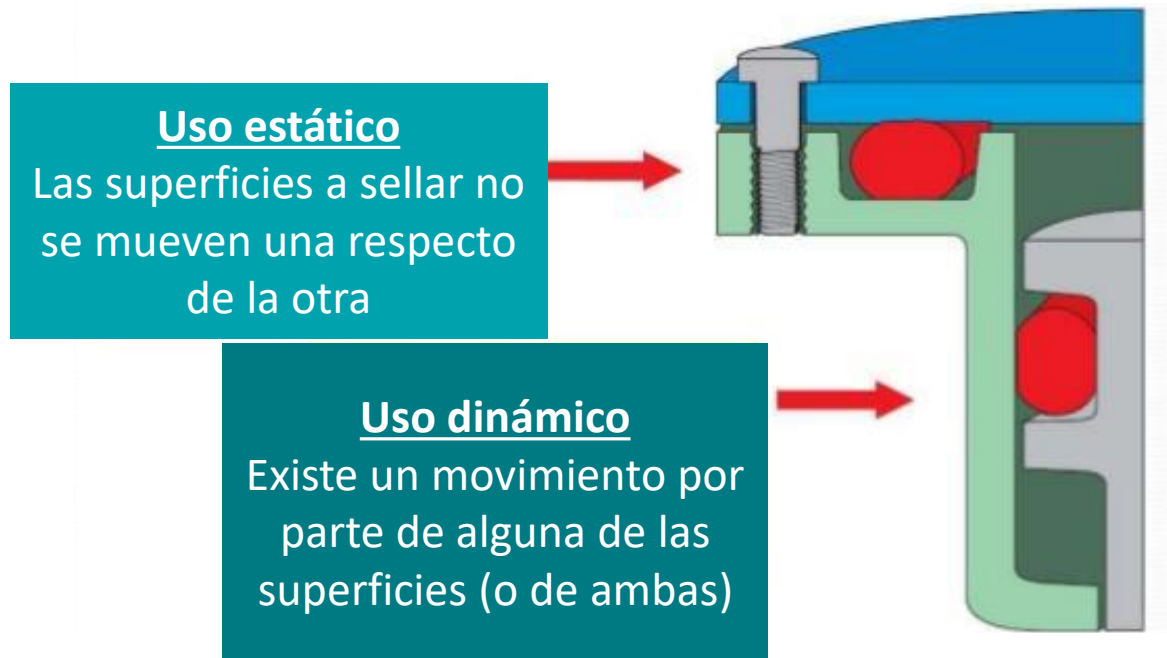 Uso estático
Las superficies a sellar no
se mueven una respecto
de la otra
Uso dinámico
Existe un movimiento por
parte de alguna de las
superficies (o de ambas)